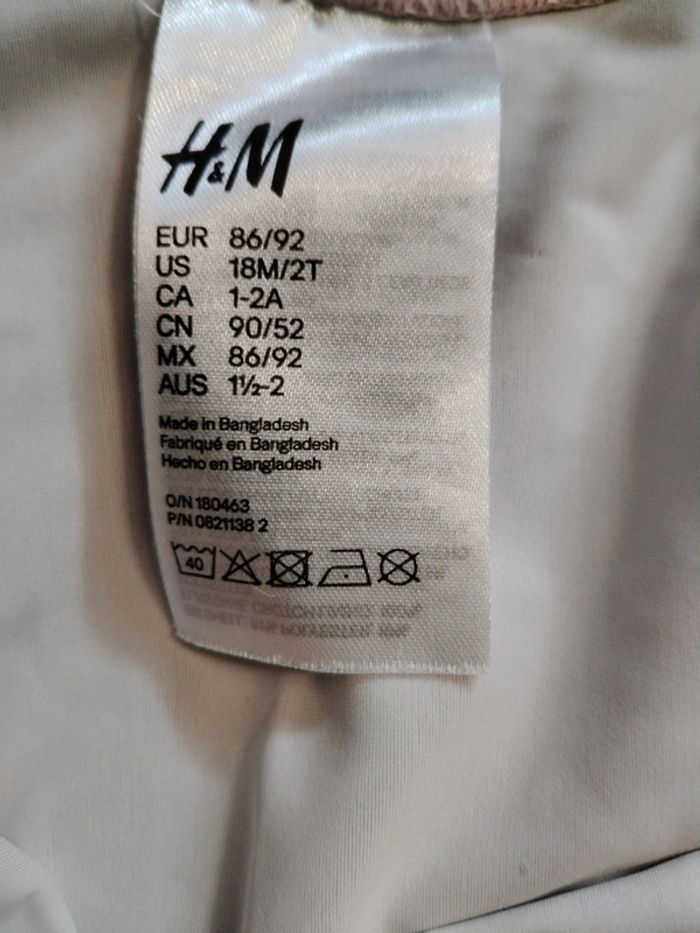 H&M
EUR 86/92
US 18M/2T
CA 1-2A
CN 90/52
MX 86/92
AUS 1½-2
Made in Bangladesh
Fabriqué en Bangladesh
Hecho en Bangladesh
O/N 180463
P/N 0821138 2
40